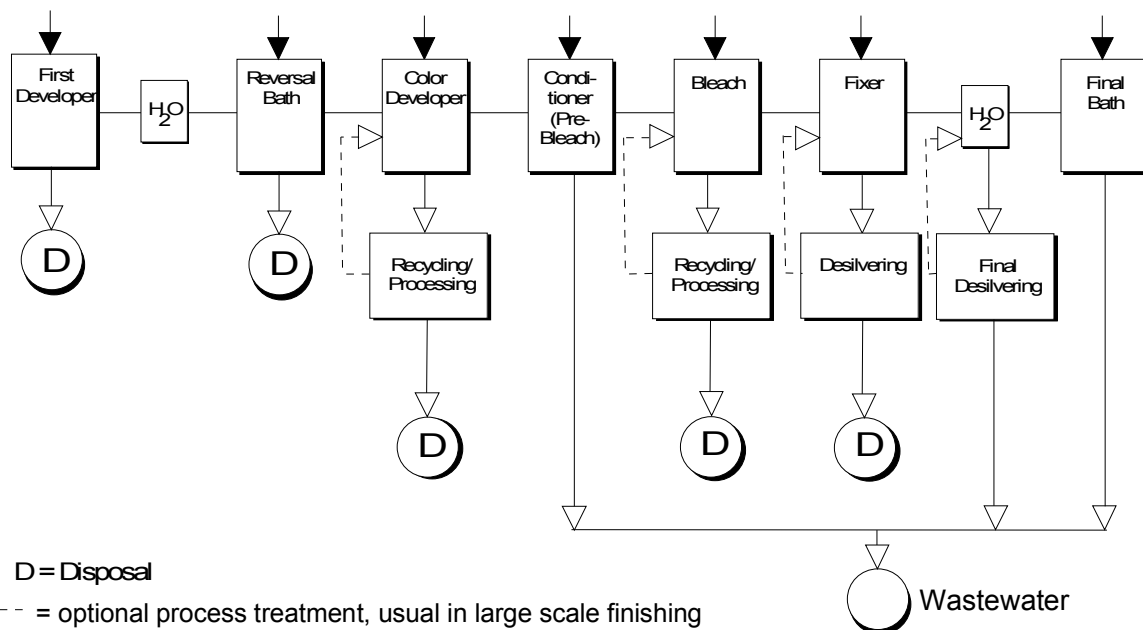 First
Developer
H2O
Reversal
Bath
Color
Developer
Condi-
tioner
(Pre-
Bleach)
Bleach
Fixer
H2O
Final
Bath
D
D
Recycling/
Processing
Recycling/
Processing
Desilvering
Final
Desilvering
D
D
D
D = Disposal
-- = optional process treatment, usual in large scale finishing
Wastewater